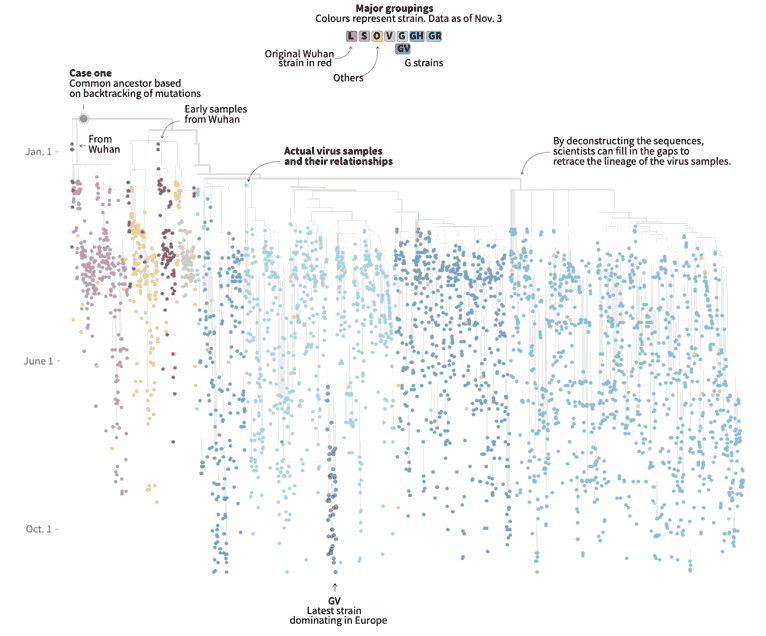 Major groupings
Colours represent strain. Data as of Nov. 3
L S O V G GH GR
GV
Original Wuhan
strain in red
Others
G strains
Case one
Common ancestor based
on backtracking of mutations
Early samples
from Wuhan
From
Wuhan
Actual virus samples
and their relationships
By deconstructing the sequences,
scientists can fill in the gaps to
retrace the lineage of the virus samples.
Jan. 1
June 1
Oct. 1
GV
Latest strain
dominating in Europe